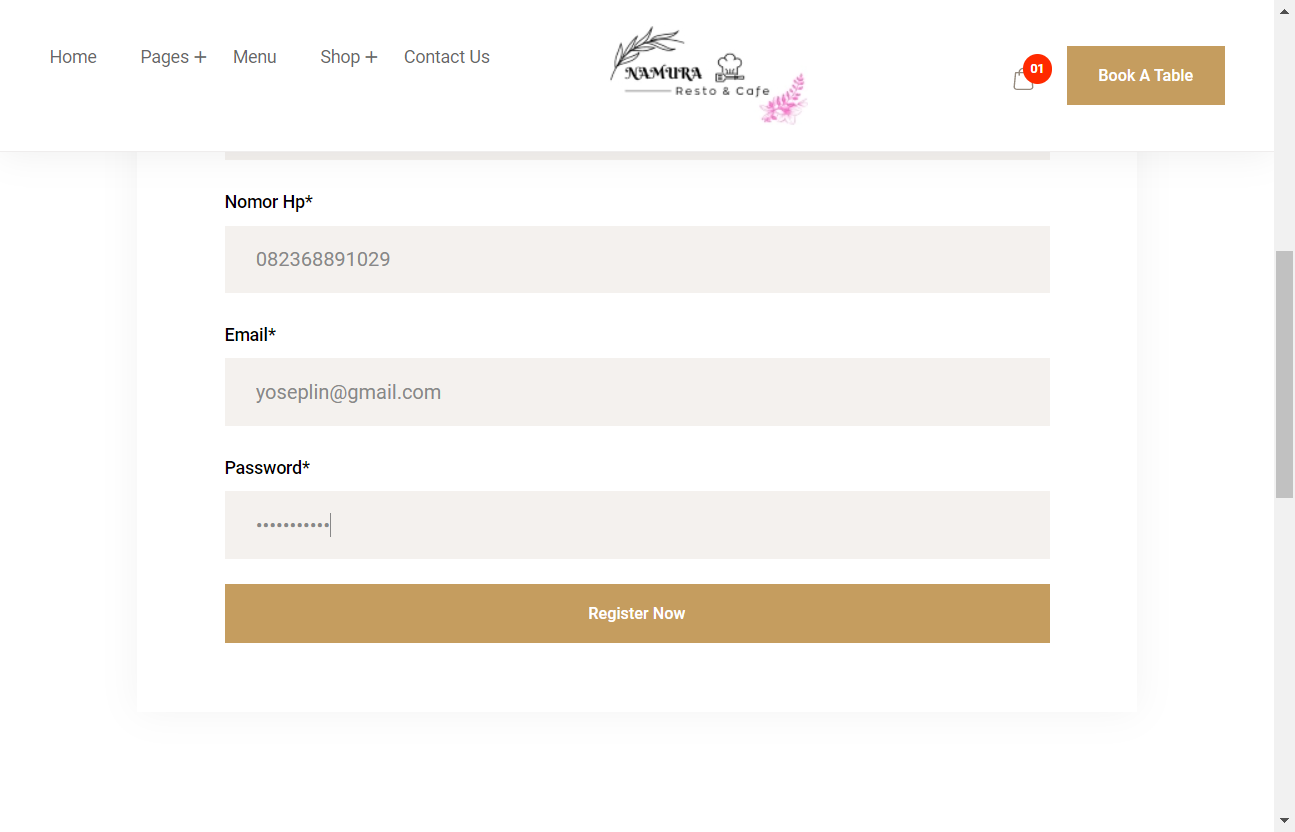 Home Pages + Menu Shop + Contact Us
NAMURA
Resto & Cafe
01
Book A Table
Nomor Hp*
082368891029
Email*
yoseplin@gmail.com
Password*
•••••••••••
Register Now